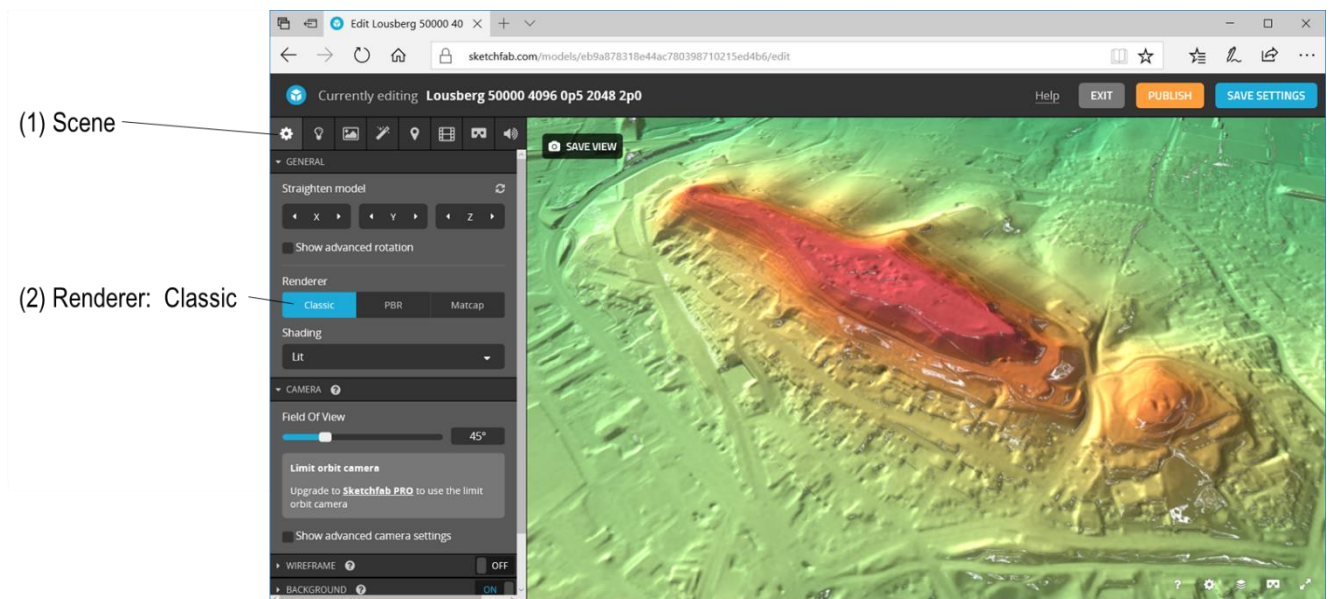 Edit Lousberg 50000 40
sketchfab.com/models/eb9a878318e44ac780398710215ed4b6/edit
Currently editing Lousberg 50000 4096 0p5 2048 2p0
Help
EXIT
PUBLISH
SAVE SETTINGS
(1) Scene
SAVE VIEW
GENERAL
Straighten model
X Y Z
Show advanced rotation
Renderer
(2) Renderer: Classic
Classic PBR Matcap
Shading
Lit
CAMERA ?
Field Of View
45°
Limit orbit camera
Upgrade to Sketchfab PRO to use the limit
orbit camera
Show advanced camera settings
WIREFRAME ? OFF
BACKGROUND ? ON
?